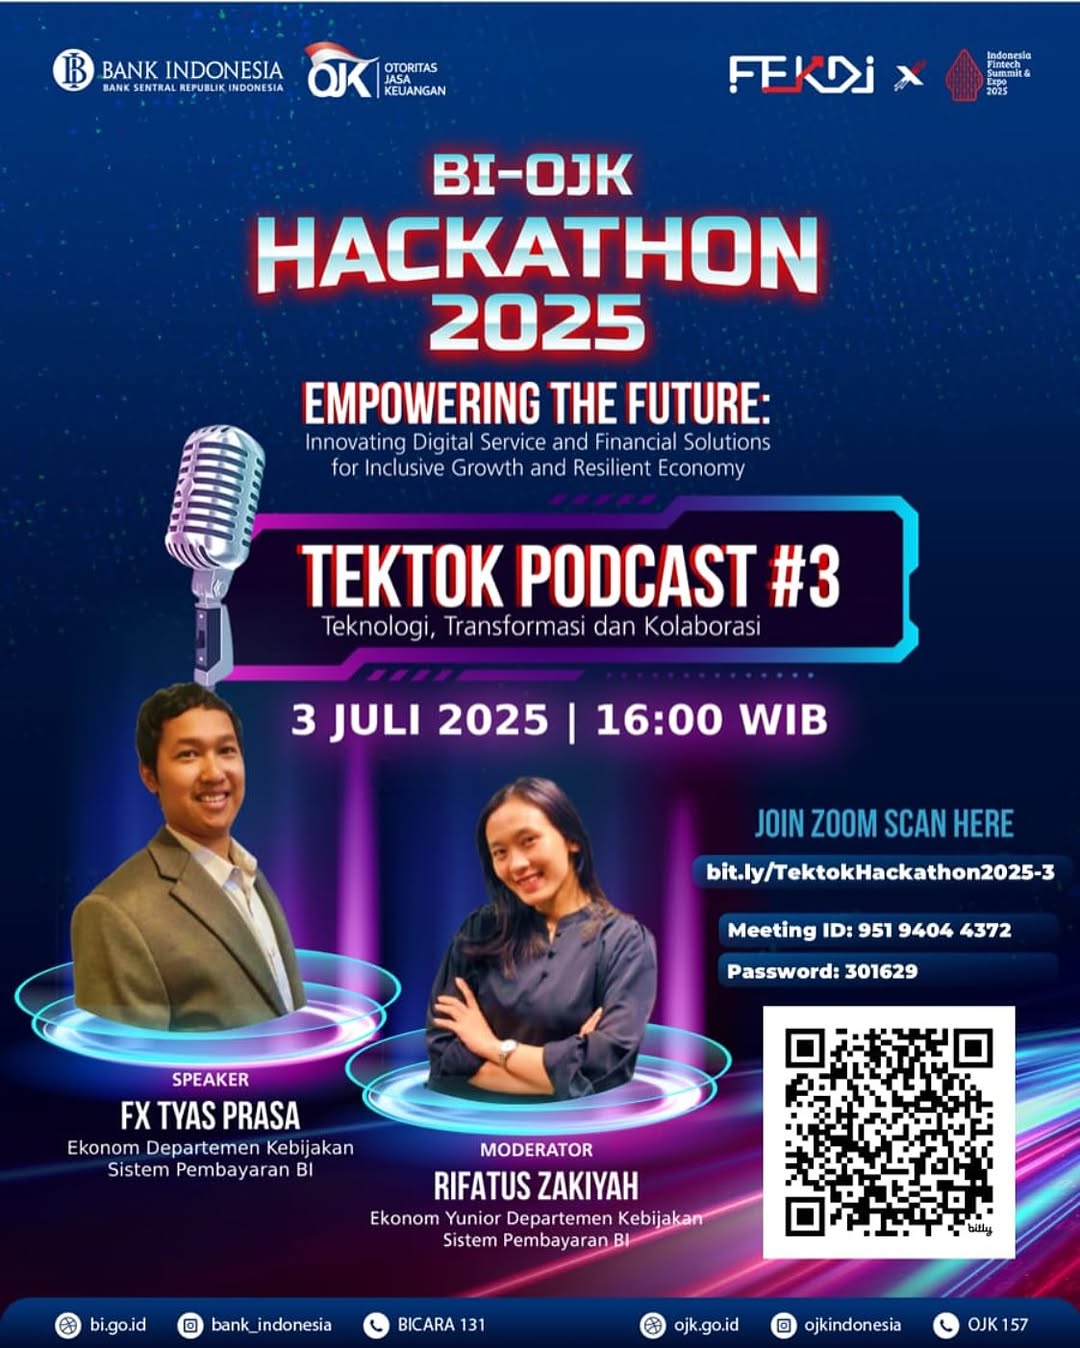 BANK INDONESIA
BANK SENTRAL REPUBLIK INDONESIA
OJK
OTORITAS
JASA
KEUANGAN
FEKDi
Indonesia
Fintech
Summit &
Expo
2025
BI-OJK
HACKATHON
2025
EMPOWERING THE FUTURE:
Innovating Digital Service and Financial Solutions
for Inclusive Growth and Resilient Economy
TEKTOK PODCAST #3
Teknologi, Transformasi dan Kolaborasi
3 JULI 2025 | 16:00 WIB
JOIN ZOOM SCAN HERE
bit.ly/TektokHackathon2025-3
Meeting ID: 951 9404 4372
Password: 301629
bitly
SPEAKER
FX TYAS PRASA
Ekonom Departemen Kebijakan
Sistem Pembayaran BI
MODERATOR
RIFATUS ZAKIYAH
Ekonom Yunior Departemen Kebijakan
Sistem Pembayaran BI
bi.go.id
bank_indonesia
BICARA 131
ojk.go.id
ojkindonesia
OJK 157